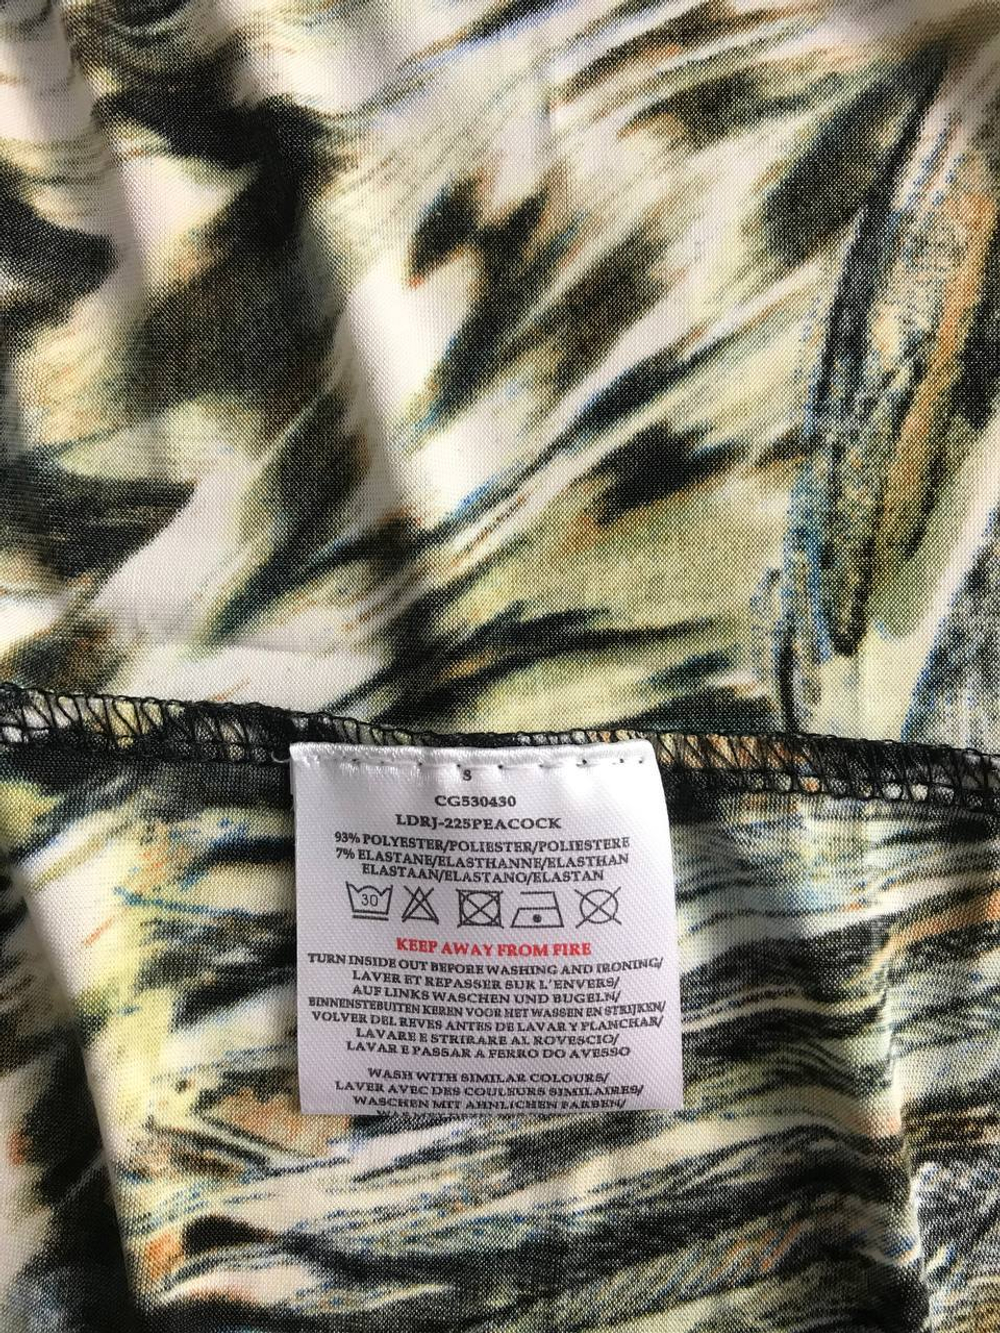 S
CG530430
LDRJ-225PEACOCK
93% POLYESTER/POLIESTER/POLIESTERE
7% ELASTANE/ELASTHANNE/ELASTHAN
ELASTAAN/ELASTANO/ELASTAN
30
KEEP AWAY FROM FIRE
TURN INSIDE OUT BEFORE WASHING AND IRONING/
LAVER ET REPASSER SUR L'ENVERS/
AUF LINKS WASCHEN UND BUGELN/
BINNENSTEBUITEN KEREN VOOR HET WASSEN EN STRIJKEN/
VOLVER DEL REVES ANTES DE LAVAR Y PLANCHAR/
LAVARE E STIRARE AL ROVESCIO/
LAVAR E PASSAR A FERRO DO AVESSO
WASH WITH SIMILAR COLOURS/
LAVER AVEC DES COULEURS SIMILAIRES/
WASCHEN MIT AHNLICHEN FARBEN/